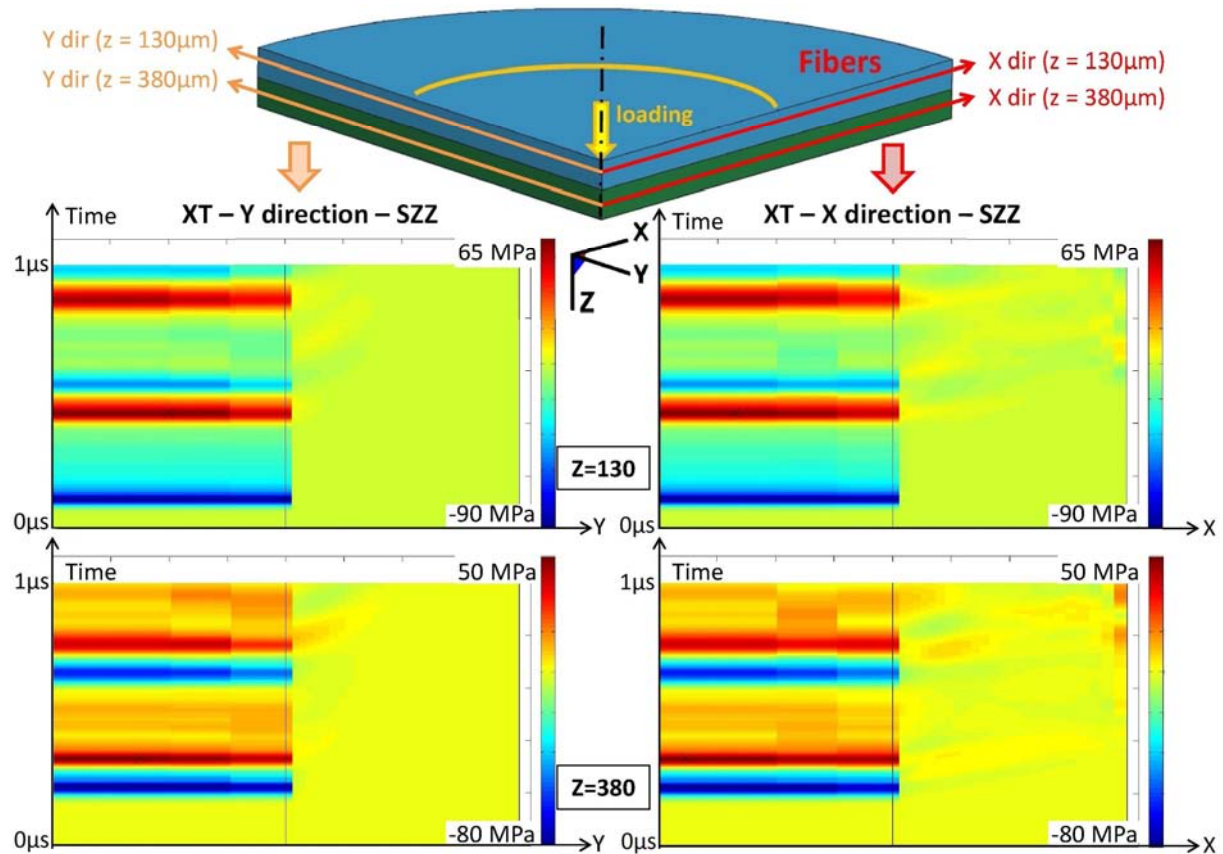 Y dir (z = 130µm)
Y dir (z = 380µm)
Fibers
X dir (z = 130µm)
X dir (z = 380µm)
loading
Time
XT – Y direction – SZZ
65 MPa
1µs
0µs
-90 MPa
Y
X
Y
Z
Time
XT – X direction – SZZ
65 MPa
1µs
0µs
-90 MPa
X
Z=130
Time
50 MPa
1µs
0µs
-80 MPa
Y
Time
50 MPa
1µs
0µs
-80 MPa
X
Z=380